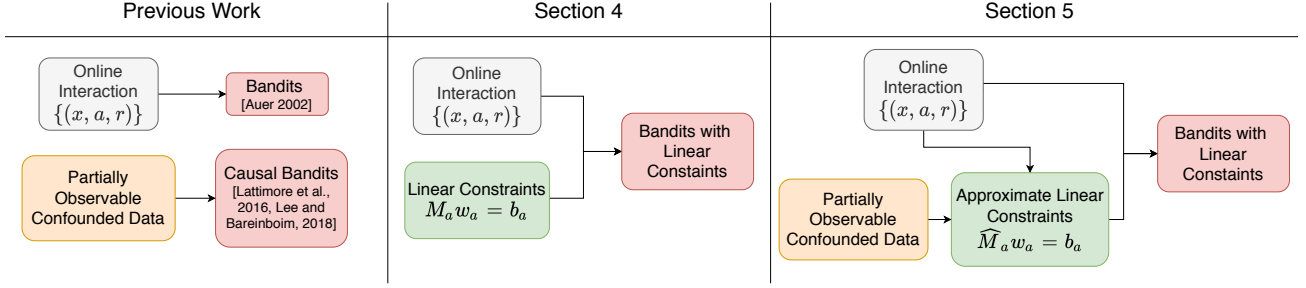 Previous Work
Online
Interaction
{(x, a, r)}
Bandits
[Auer 2002]
Partially
Observable
Confounded Data
Causal Bandits
[Lattimore et al.,
2016, Lee and
Bareinboim, 2018]
Section 4
Online
Interaction
{(x, a, r)}
Linear Constraints
M_a w_a = b_a
Bandits with
Linear
Constaints
Section 5
Online
Interaction
{(x, a, r)}
Partially
Observable
Confounded Data
Approximate Linear
Constraints
\widehat{M}_a w_a = b_a
Bandits with
Linear
Constaints